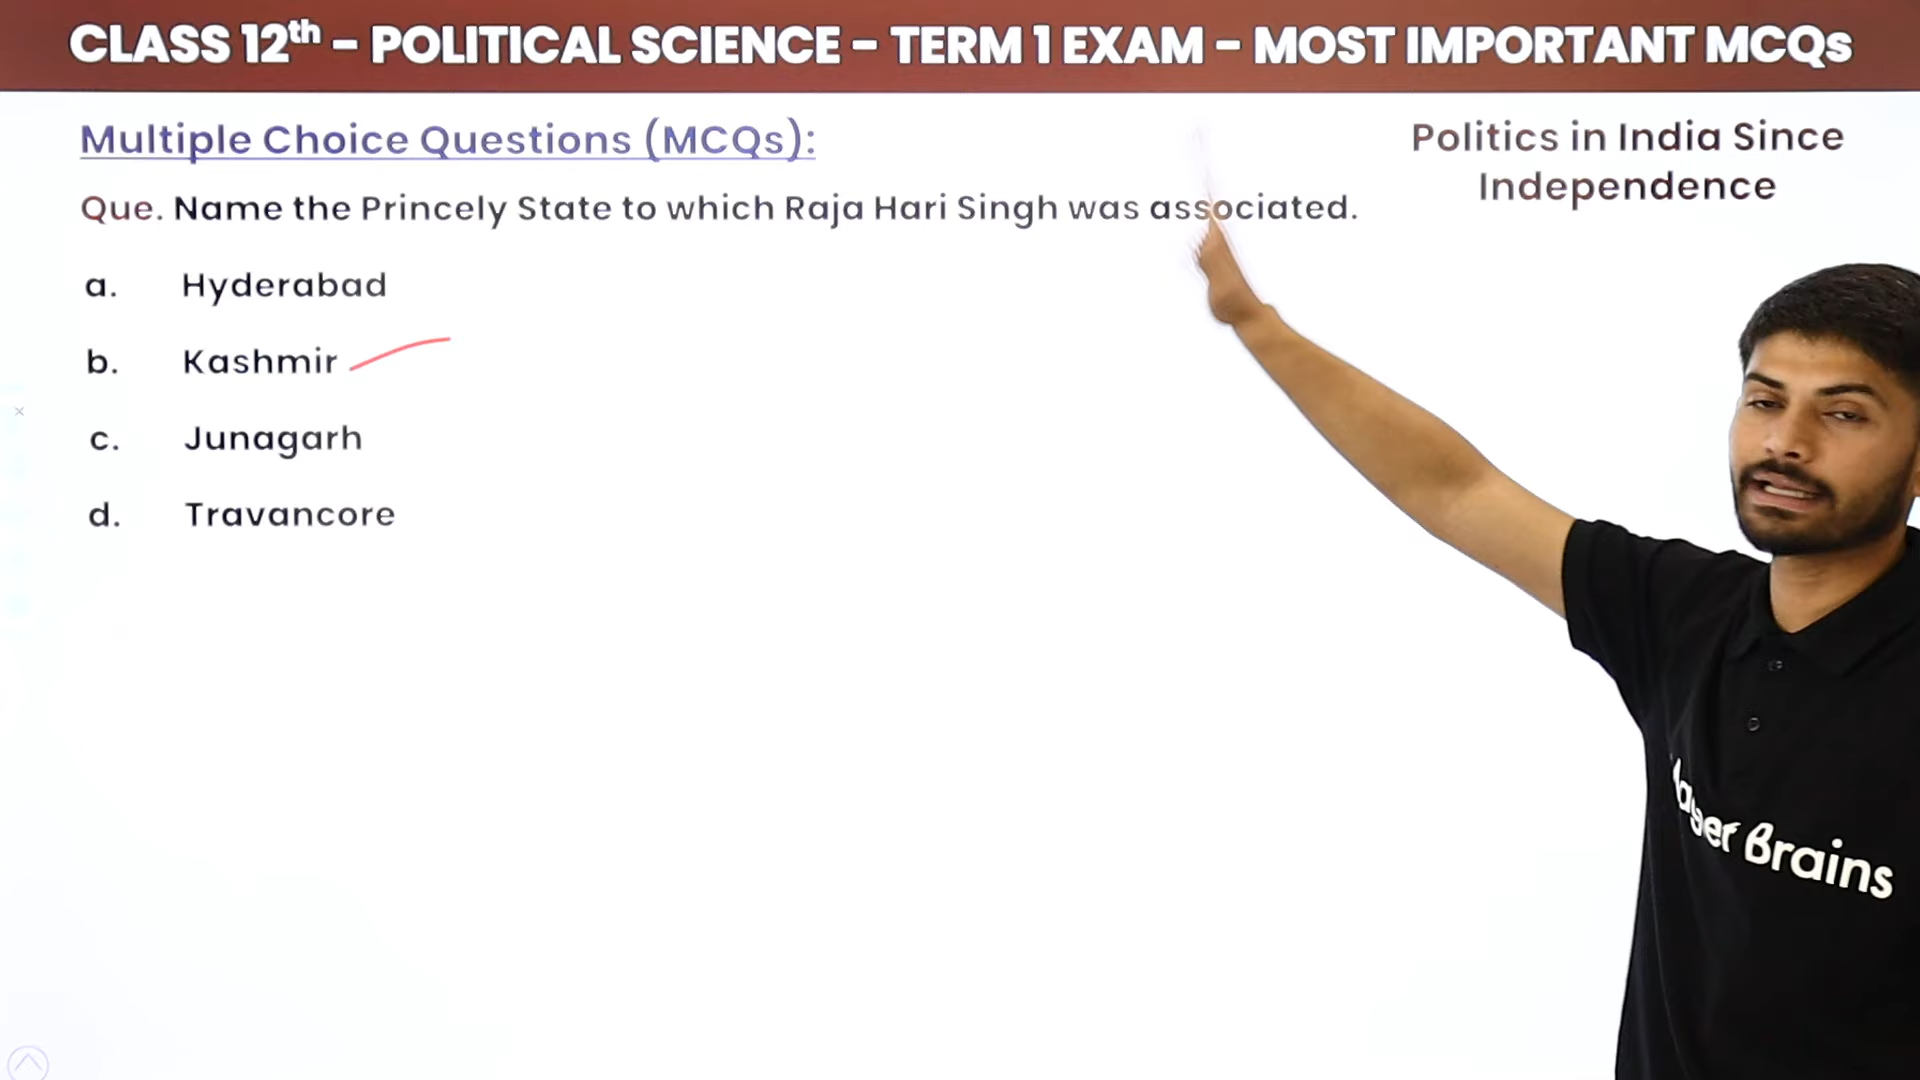 CLASS 12th - POLITICAL SCIENCE - TERM 1 EXAM - MOST IMPORTANT MCQs
Multiple Choice Questions (MCQs):
Politics in India Since
Independence
Que. Name the Princely State to which Raja Hari Singh was associated.
a. Hyderabad
b. Kashmir
c. Junagarh
d. Travancore
Brains